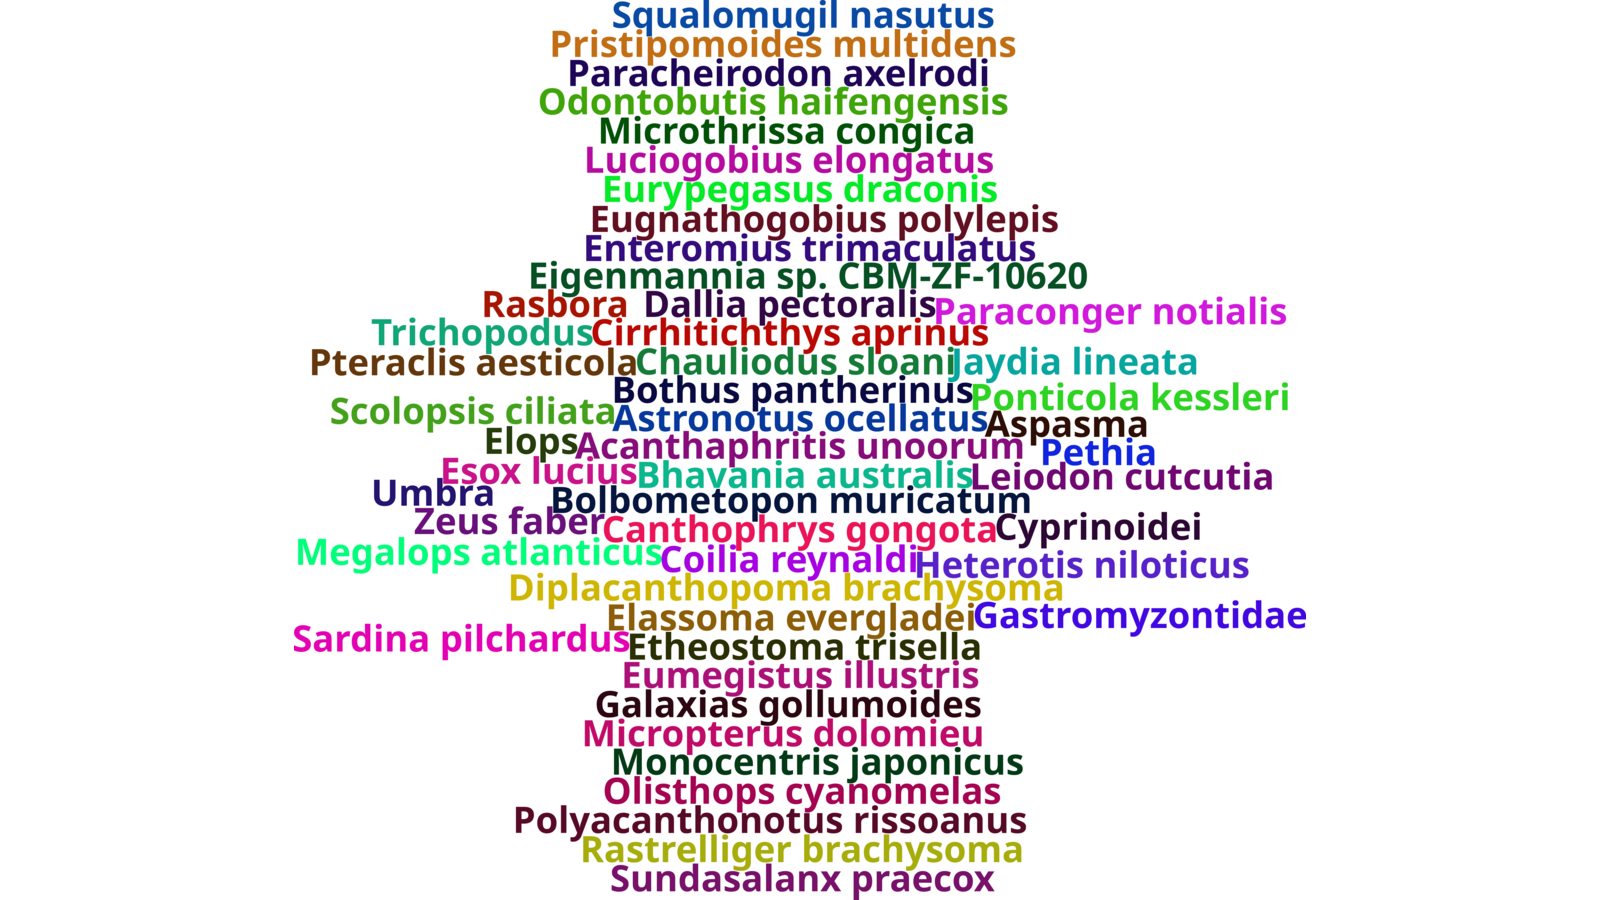 Squalomugil nasutus
Pristipomoides multidens
Paracheirodon axelrodi
Odontobutis haifengensis
Microthrissa congica
Luciogobius elongatus
Eurypegasus draconis
Eugnathogobius polylepis
Enteromius trimaculatus
Eigenmannia sp. CBM-ZF-10620
Rasbora Dallia pectoralis Paraconger notialis
Trichopodus Cirrhitichthys aprinus
Pteraclis aesticola Chauliodus sloani Jaydia lineata
Bothus pantherinus Ponticola kessleri
Scolopsis ciliata Astronotus ocellatus Aspasma
Elops Acanthaphritis unoorum Pethia
Esox lucius Bhavania australis Leiodon cutcutia
Umbra Bolbometopon muricatum
Zeus faber Canthophrys gongota Cyprinoidei
Megalops atlanticus Coilia reynaldi Heterotis niloticus
Diplacanthopoma brachysoma
Elassoma evergladei Gastromyzontidae
Sardina pilchardus Etheostoma trisella
Eumegistus illustris
Galaxias gollumoides
Micropterus dolomieu
Monocentris japonicus
Olisthops cyanomelas
Polyacanthonotus rissoanus
Rastrelliger brachysoma
Sundasalanx praecox